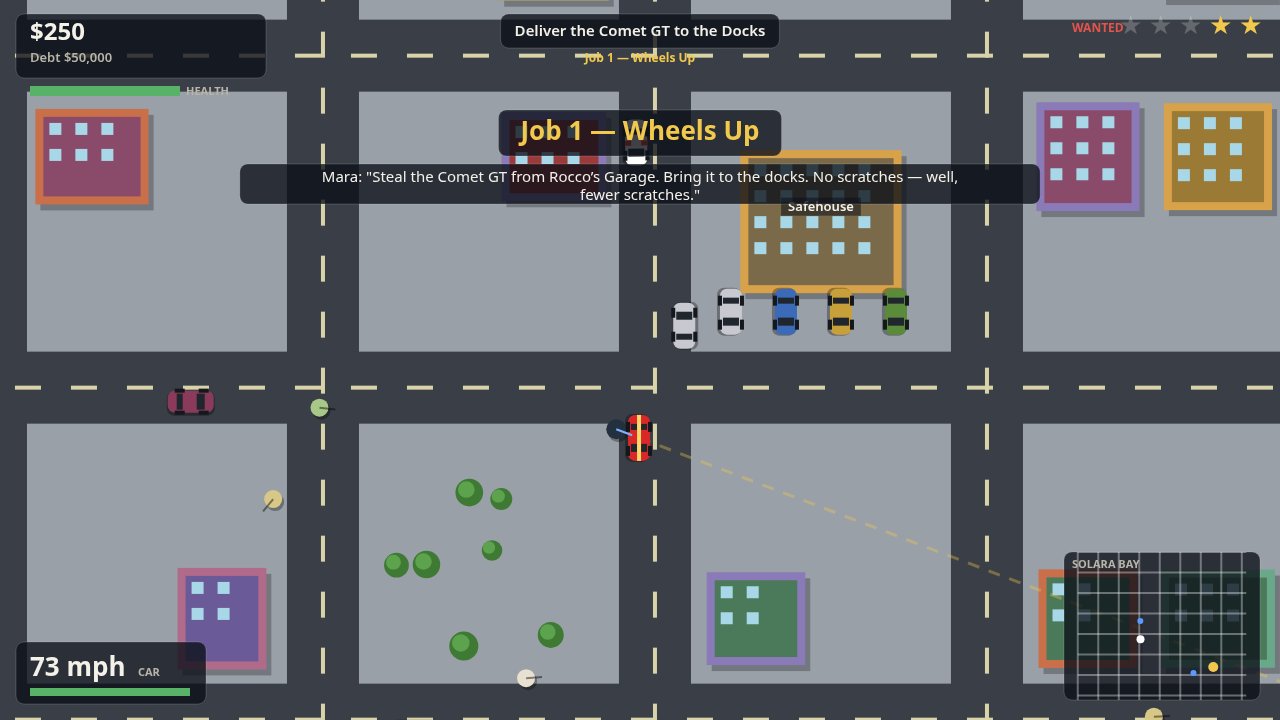 $250
Debt $50,000
HEALTH
Deliver the Comet GT to the Docks
Job 1 — Wheels Up
WANTED
Job 1 — Wheels Up
Mara: "Steal the Comet GT from Rocco's Garage. Bring it to the docks. No scratches — well,
fewer scratches."
Safehouse
SOLARA BAY
73 mph CAR